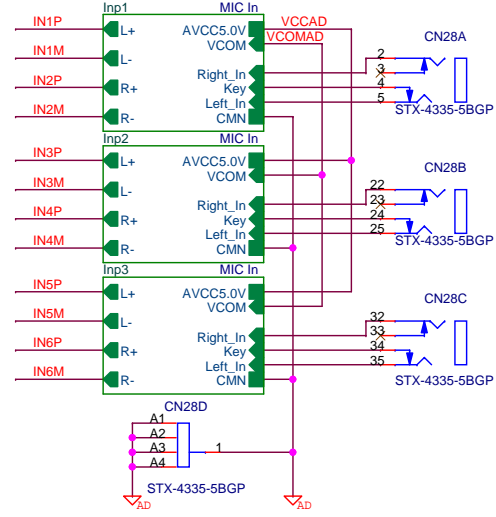 Inp1 MIC In
IN1P L+ AVCC5.0V VCCAD
VCOM VCOMAD
CN28A
IN1M L- Right_In 2
3
IN2P R+ Key 4
Left_In 5
IN2M R- CMN STX-4335-5BGP
Inp2 MIC In
IN3P L+ AVCC5.0V
VCOM CN28B
IN3M L- 22
Right_In 23
IN4P R+ Key 24
Left_In 25
IN4M R- CMN STX-4335-5BGP
Inp3 MIC In
IN5P L+ AVCC5.0V
VCOM CN28C
IN5M L- 32
Right_In 33
IN6P R+ Key 34
Left_In 35
IN6M R- CMN STX-4335-5BGP
CN28D
A1
A2
A3 1
A4
STX-4335-5BGP
AD AD